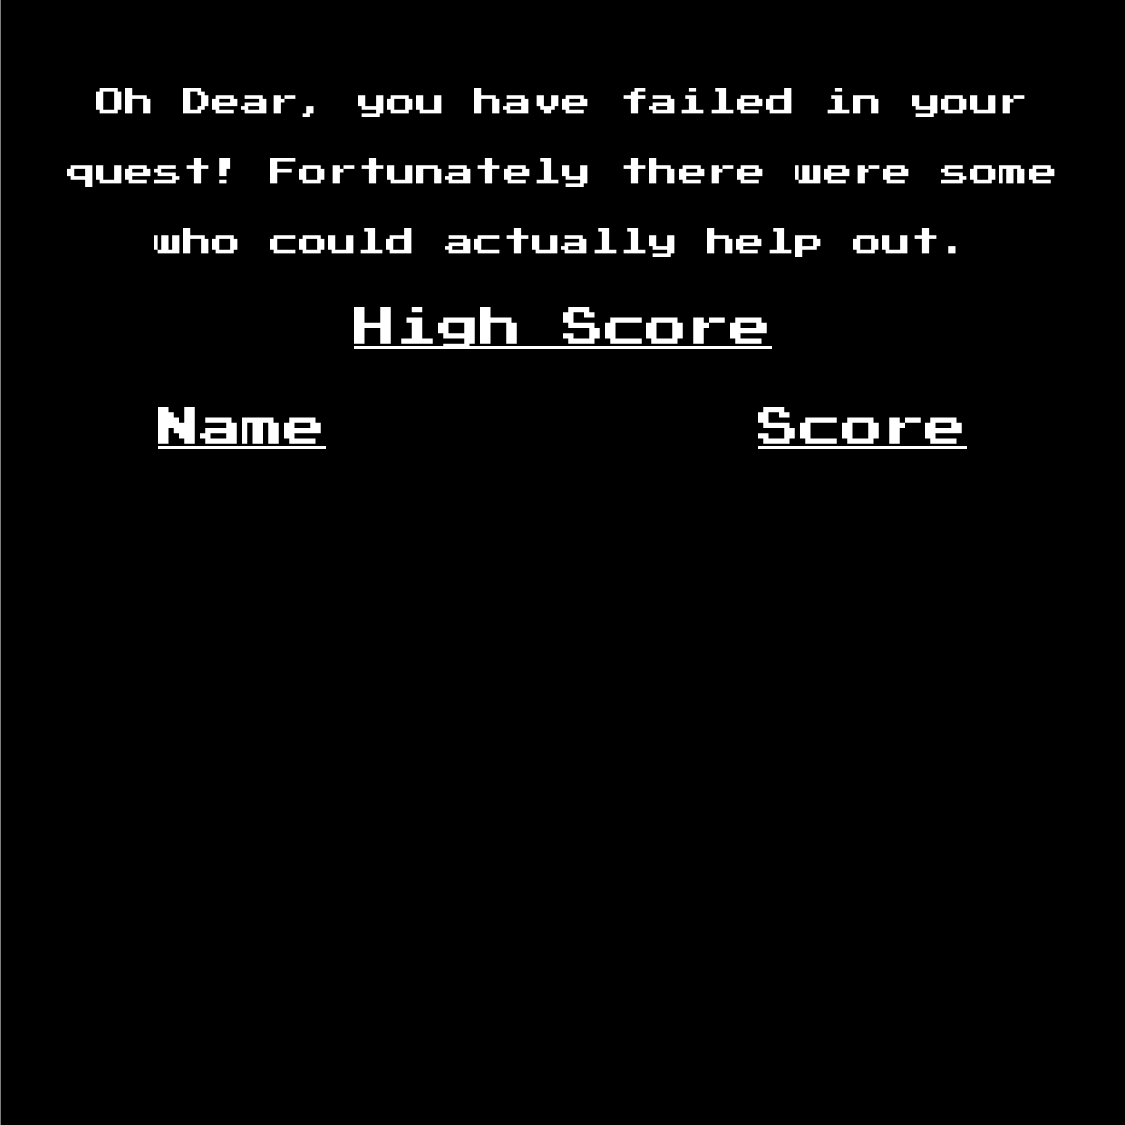 Oh Dear, you have failed in your
quest! Fortunately there were some
who could actually help out.
High Score
Name Score